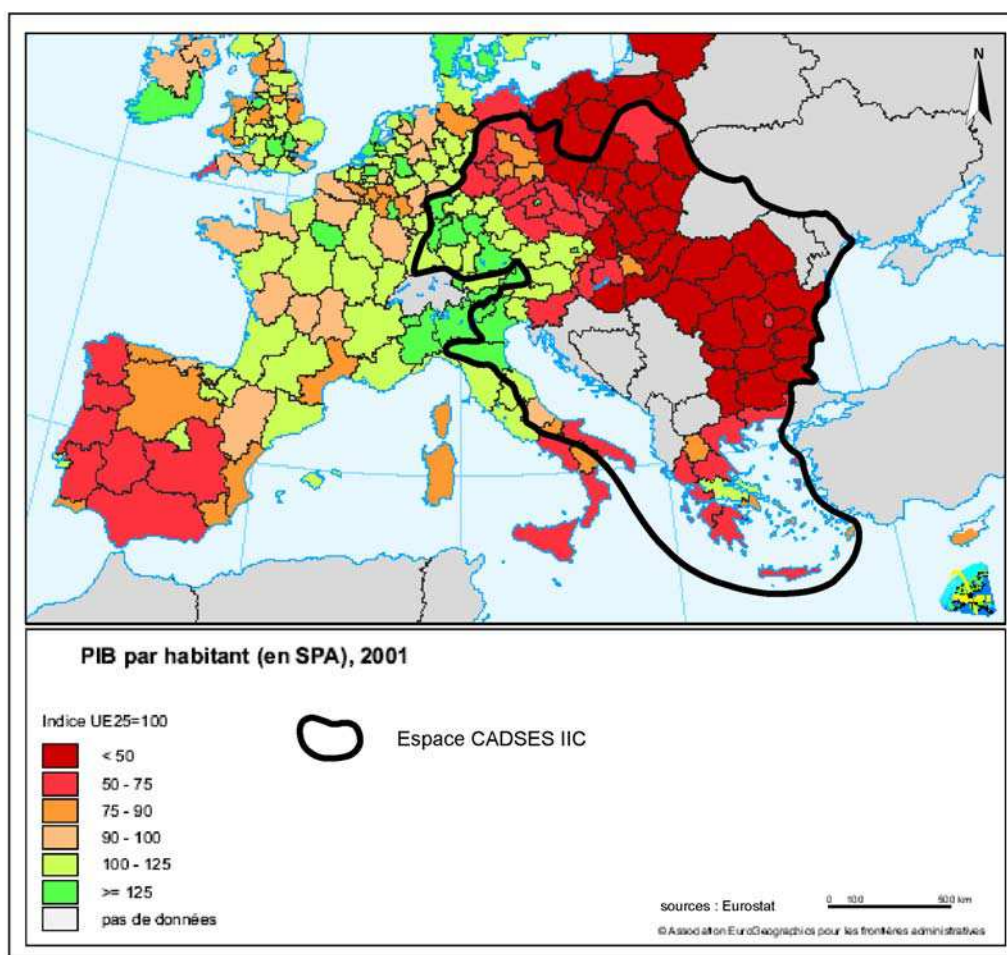 N
PIB par habitant (en SPA), 2001
Indice UE25=100
Espace CADSES IIC
< 50
50 - 75
75 - 90
90 - 100
100 - 125
>= 125
pas de données
sources : Eurostat
0 100 500 km
© Association EuroGeographics pour les frontières administratives